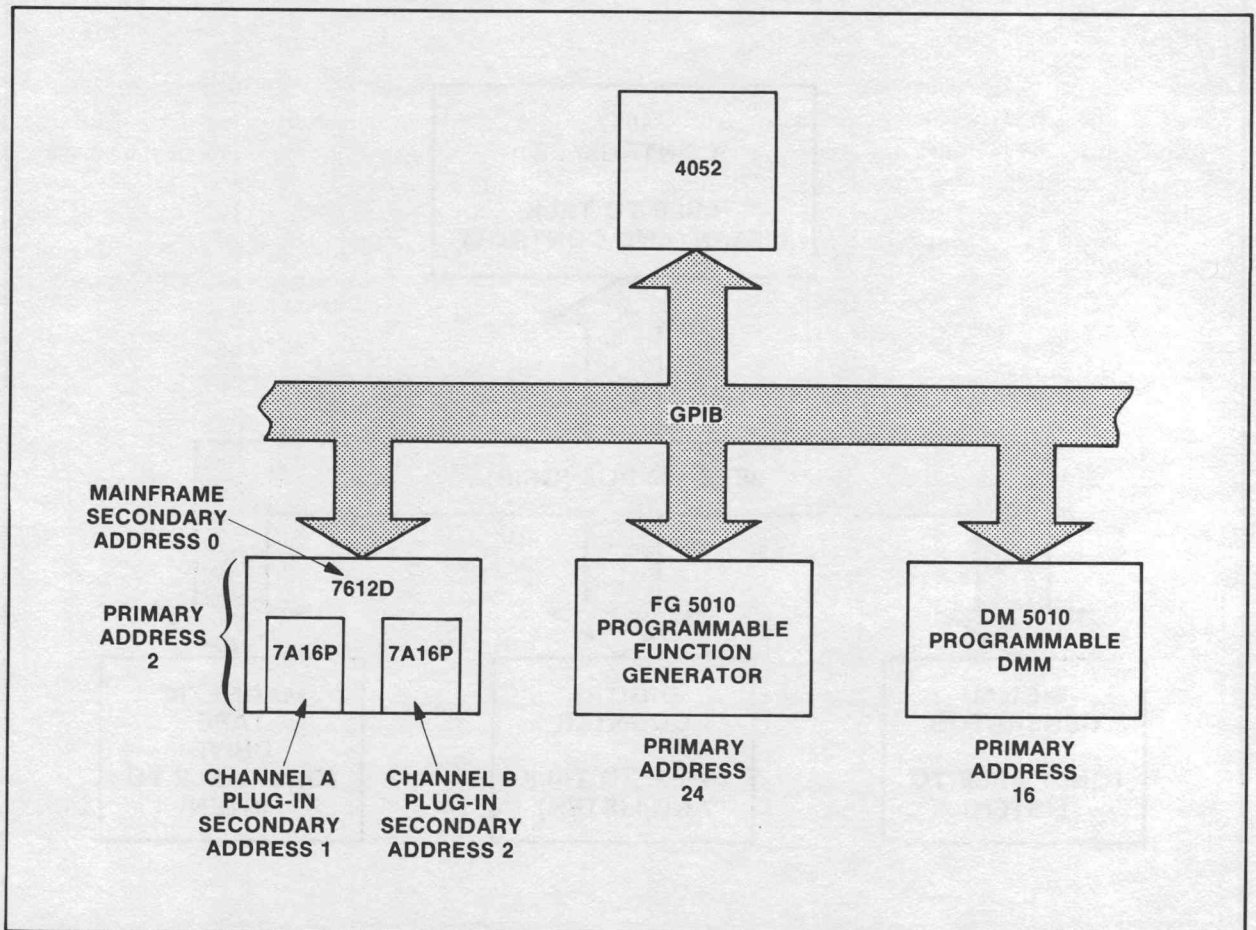 4052
GPIB
MAINFRAME
SECONDARY
ADDRESS 0
7612D
PRIMARY
ADDRESS
2
7A16P
7A16P
CHANNEL A
PLUG-IN
SECONDARY
ADDRESS 1
CHANNEL B
PLUG-IN
SECONDARY
ADDRESS 2
FG 5010
PROGRAMMABLE
FUNCTION
GENERATOR
PRIMARY
ADDRESS
24
DM 5010
PROGRAMMABLE
DMM
PRIMARY
ADDRESS
16